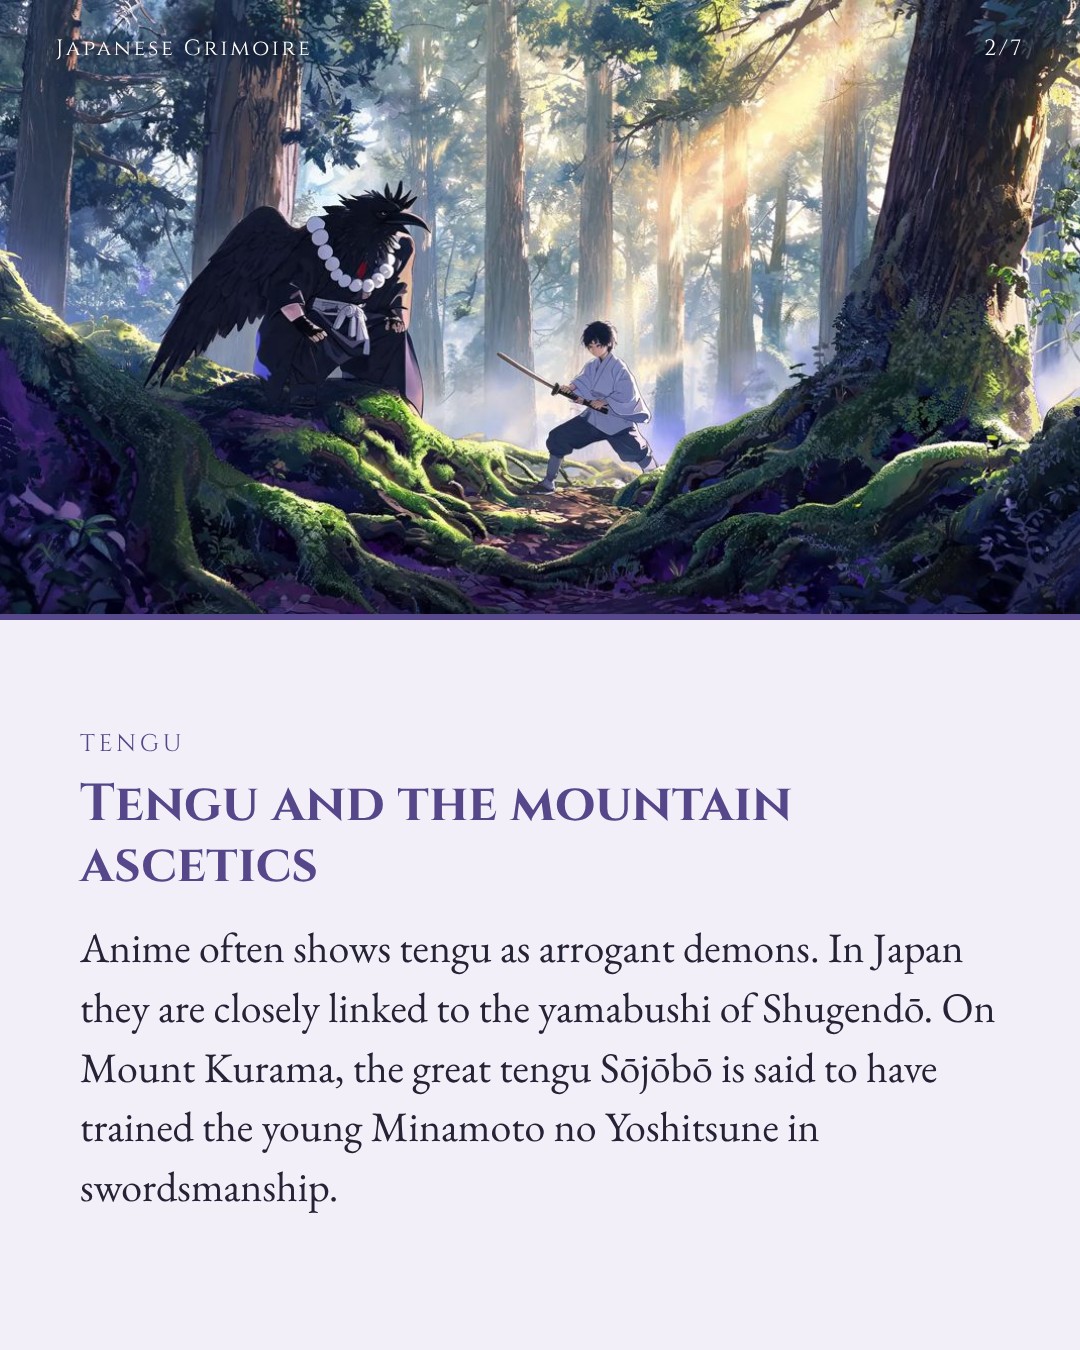 Japanese Grimoire
2/7
TENGU
Tengu and the mountain
ascetics
Anime often shows tengu as arrogant demons. In Japan
they are closely linked to the yamabushi of Shugendō. On
Mount Kurama, the great tengu Sōjōbō is said to have
trained the young Minamoto no Yoshitsune in
swordsmanship.